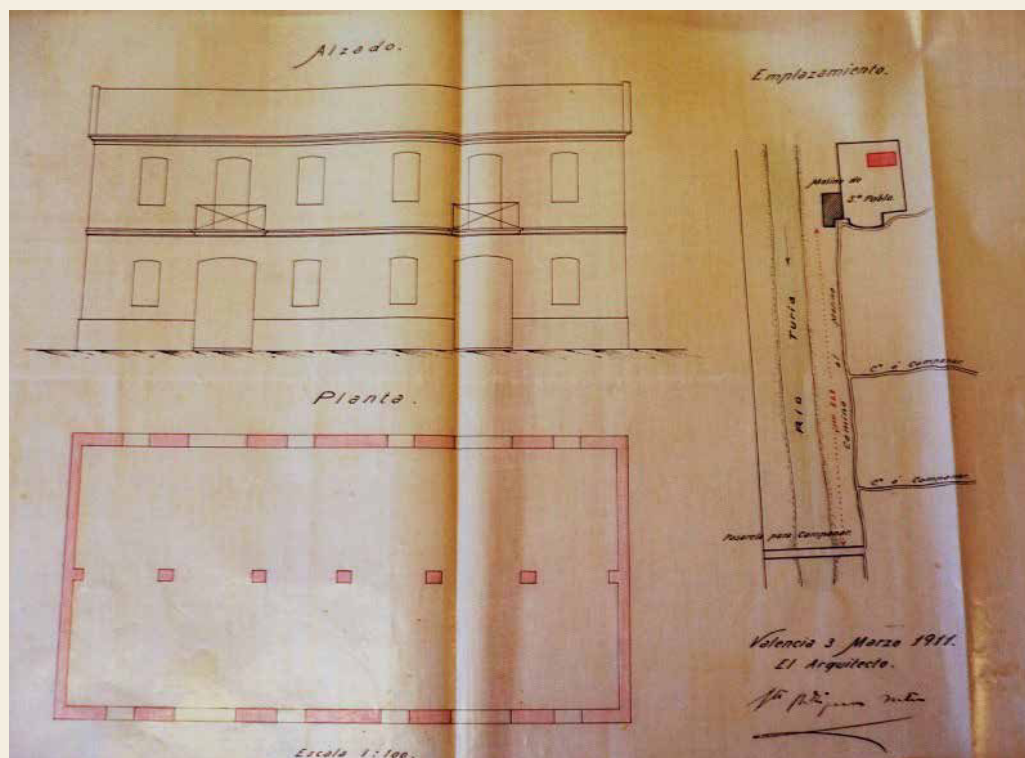 Alzado.
Emplazamiento.
Molino de
Sn. Pablo.
Río Turia
Camino al Molino
Co. á Campanar
Co. á Campanar
Pasarela para Campanar
Planta.
Valencia 3 Marzo 1911.
El Arquitecto.
Escala 1:100.